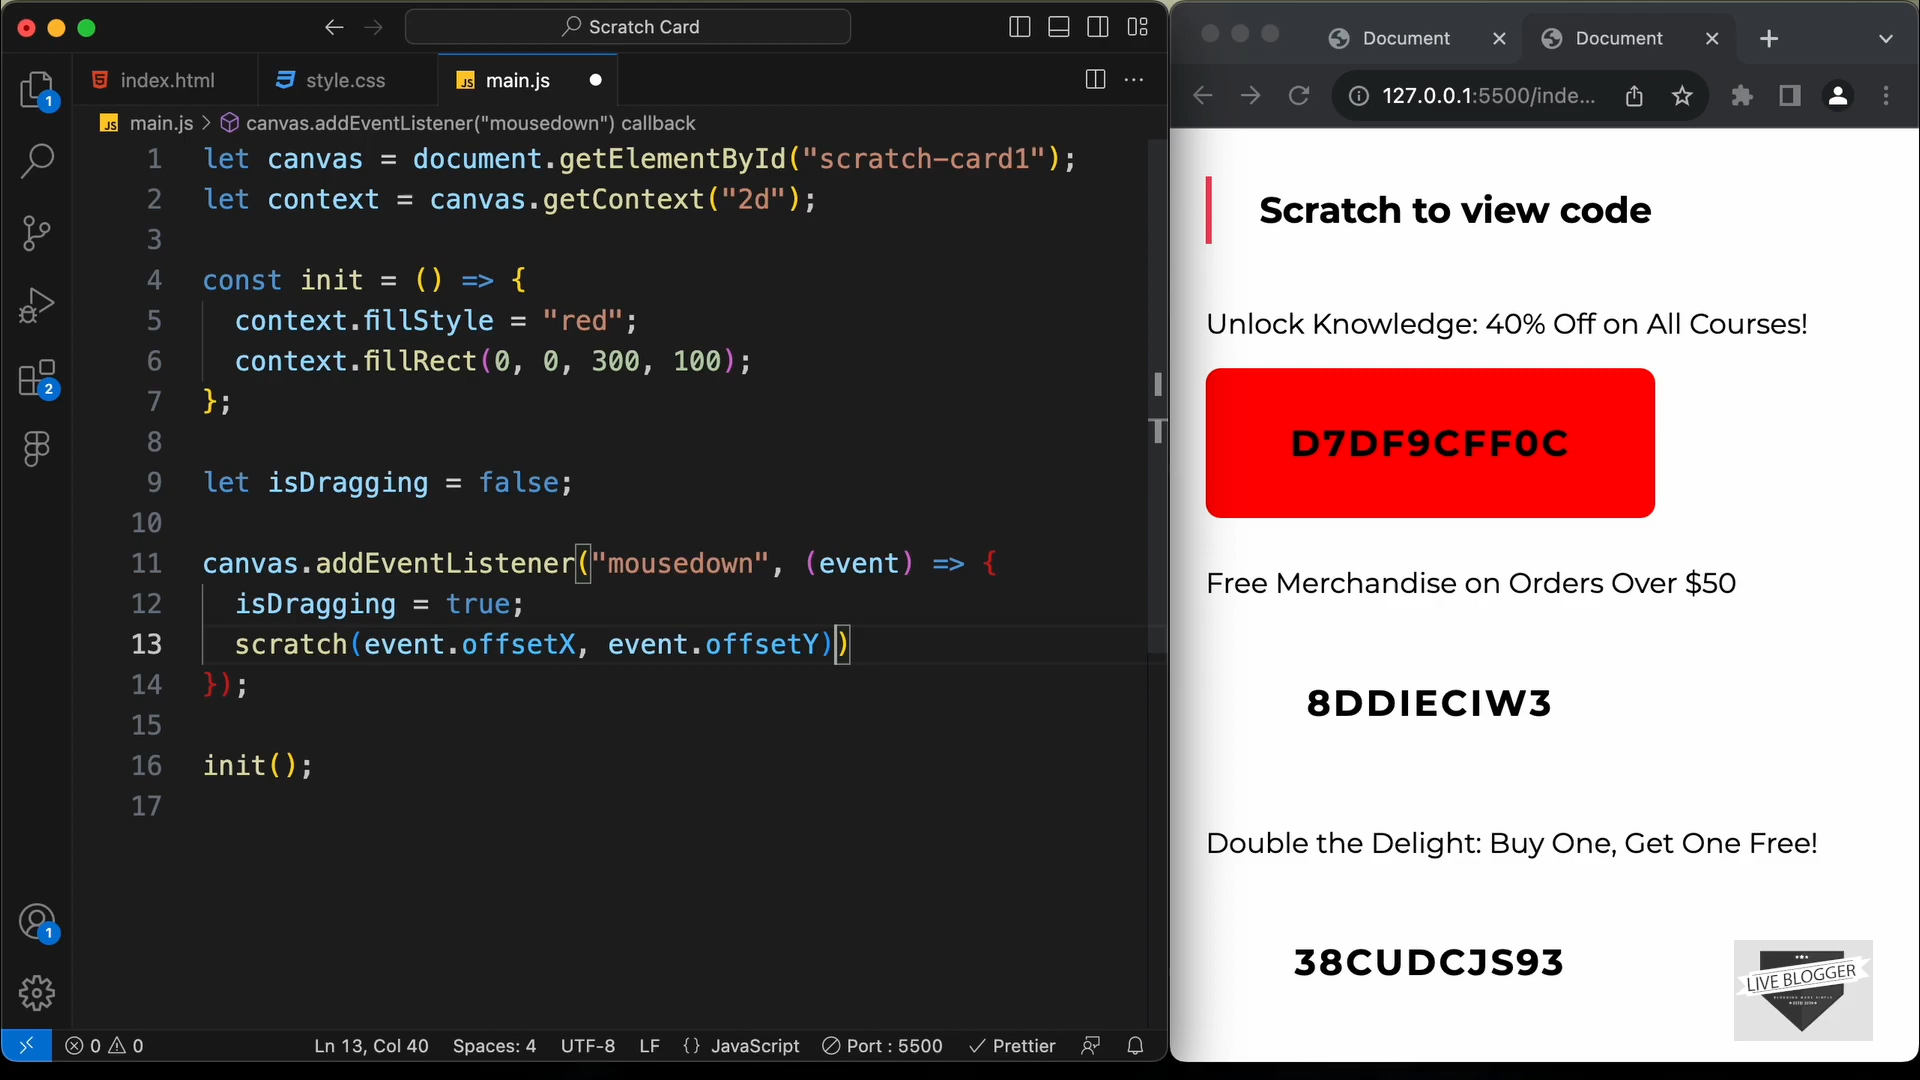 Scratch Card
index.html
style.css
main.js
main.js > canvas.addEventListener("mousedown") callback
1 let canvas = document.getElementById("scratch-card1");
2 let context = canvas.getContext("2d");
3
4 const init = () => {
5 context.fillStyle = "red";
6 context.fillRect(0, 0, 300, 100);
7 };
8
9 let isDragging = false;
10
11 canvas.addEventListener("mousedown", (event) => {
12 isDragging = true;
13 scratch(event.offsetX, event.offsetY))
14 });
15
16 init();
17
1
2
1
0 0
Ln 13, Col 40
Spaces: 4
UTF-8
LF
{} JavaScript
Port : 5500
Prettier
Document
Document
127.0.0.1:5500/inde...
Scratch to view code
Unlock Knowledge: 40% Off on All Courses!
D7DF9CFF0C
Free Merchandise on Orders Over $50
8DDIECIW3
Double the Delight: Buy One, Get One Free!
38CUDCJS93
LIVE BLOGGER